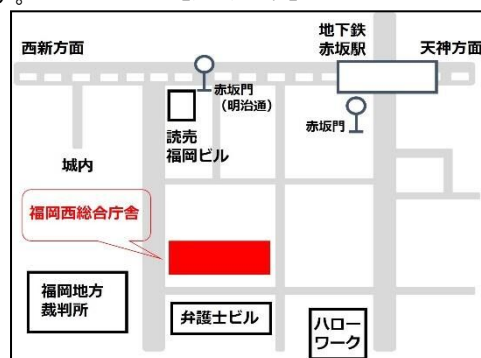 。
西新方面
地下鉄
赤坂駅
天神方面
赤坂門
(明治通)
赤坂門
読売
福岡ビル
城内
福岡西総合庁舎
福岡地方
裁判所
弁護士ビル
ハロー
ワーク